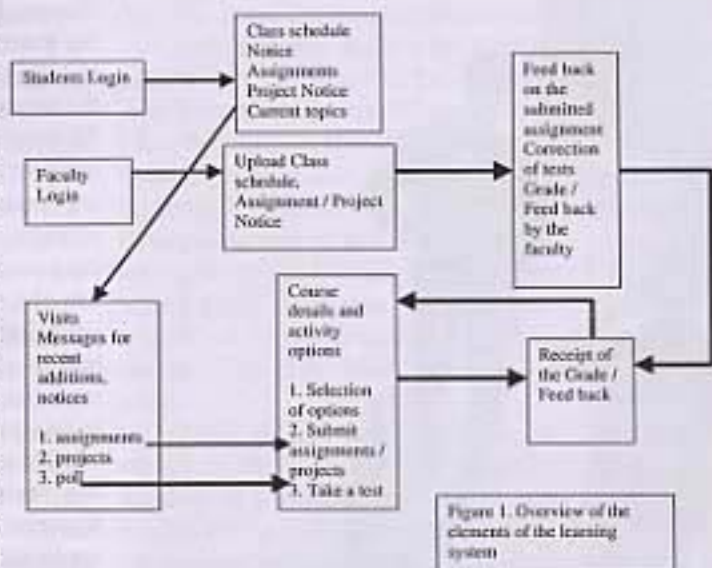 Student Login
Class schedule
Notice
Assignments
Project Notice
Current topics
Feed back
on the
submitted
assignment
Correction
of tests
Grade /
Feed back
by the
faculty
Faculty
Login
Upload Class
schedule,
Assignment / Project
Notice
Visits
Messages for
recent
additions,
notices
1. assignments
2. projects
3. poll
Course
details and
activity
options
1. Selection
of options
2. Submit
assignments /
projects
3. Take a test
Receipt of
the Grade /
Feed back
Figure 1. Overview of the
elements of the learning
system